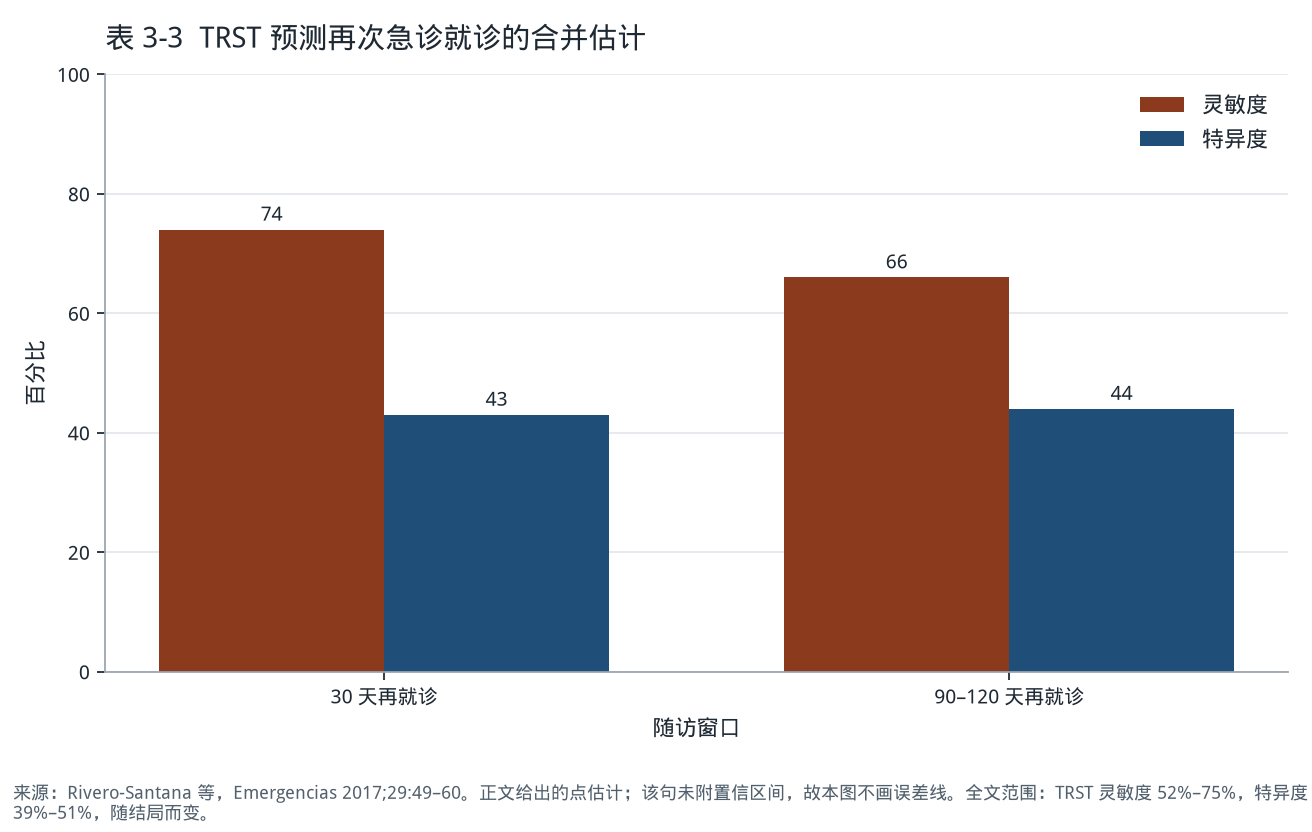 表 3-3 TRST 预测再次急诊就诊的合并估计
灵敏度
特异度
百分比
100
80
60
40
20
0
74
43
66
44
30 天再就诊
90–120 天再就诊
随访窗口
来源：Rivero-Santana 等，Emergencias 2017;29:49–60。正文给出的点估计；该句未附置信区间，故本图不画误差线。全文范围：TRST 灵敏度 52%–75%，特异度
39%–51%，随结局而变。